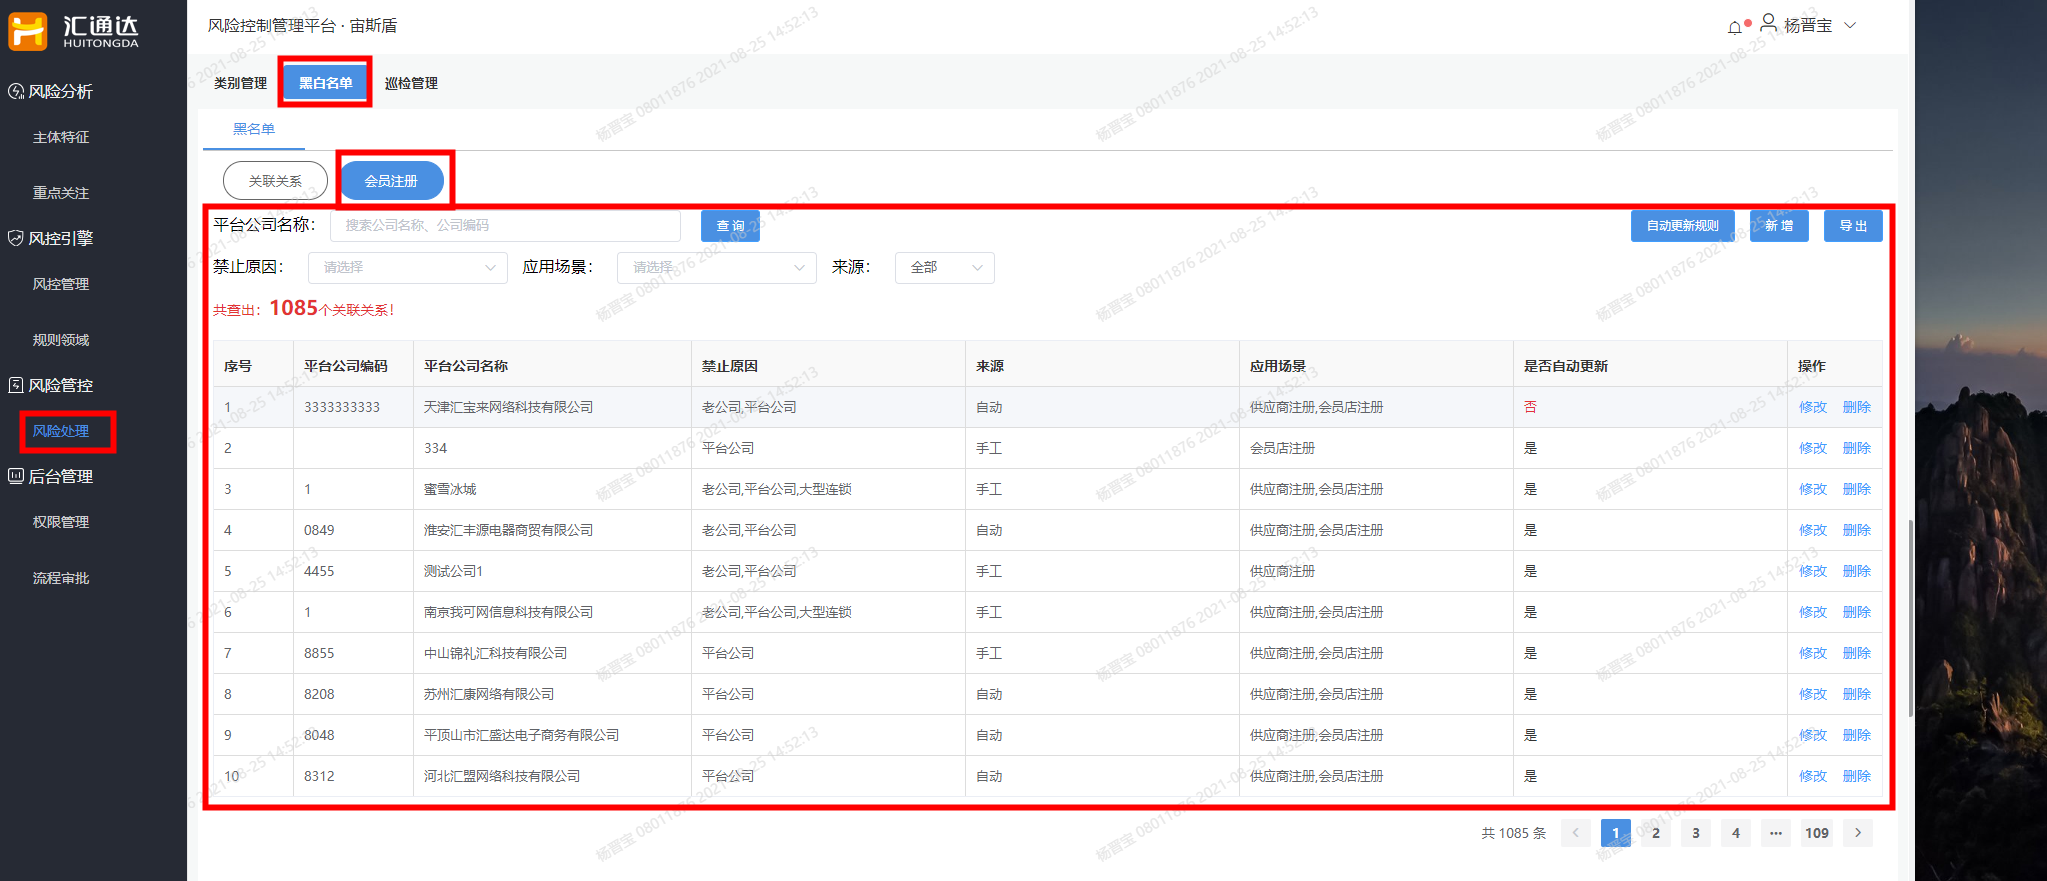 汇通达
HUITONGDA
风险分析
主体特征
重点关注
风控引擎
风控管理
规则领域
风险管控
风险处理
后台管理
权限管理
流程审批
风险控制管理平台 · 宙斯盾
杨晋宝
类别管理 黑白名单 巡检管理
黑名单
关联关系 会员注册
平台公司名称： 搜索公司名称、公司编码 查 询 自动更新规则 新 增 导 出
禁止原因： 请选择 应用场景： 请选择 来源： 全部
共查出：1085个关联关系！
序号 平台公司编码 平台公司名称 禁止原因 来源 应用场景 是否自动更新 操作
1 3333333333 天津汇宝来网络科技有限公司 老公司,平台公司 自动 供应商注册,会员店注册 否 修改 删除
2 334 平台公司 手工 会员店注册 是 修改 删除
3 1 蜜雪冰城 老公司,平台公司,大型连锁 手工 供应商注册,会员店注册 是 修改 删除
4 0849 淮安汇丰源电器商贸有限公司 老公司,平台公司 自动 供应商注册,会员店注册 是 修改 删除
5 4455 测试公司1 老公司,平台公司 手工 供应商注册 是 修改 删除
6 1 南京我可网信息科技有限公司 老公司,平台公司,大型连锁 手工 供应商注册,会员店注册 是 修改 删除
7 8855 中山锦礼汇科技有限公司 平台公司 手工 供应商注册,会员店注册 是 修改 删除
8 8208 苏州汇康网络有限公司 平台公司 自动 供应商注册,会员店注册 是 修改 删除
9 8048 平顶山市汇盛达电子商务有限公司 平台公司 自动 供应商注册,会员店注册 是 修改 删除
10 8312 河北汇盟网络科技有限公司 平台公司 自动 供应商注册,会员店注册 是 修改 删除
共 1085 条 1 2 3 4 ··· 109
杨晋宝 08011876 2021-08-25 14:52:13